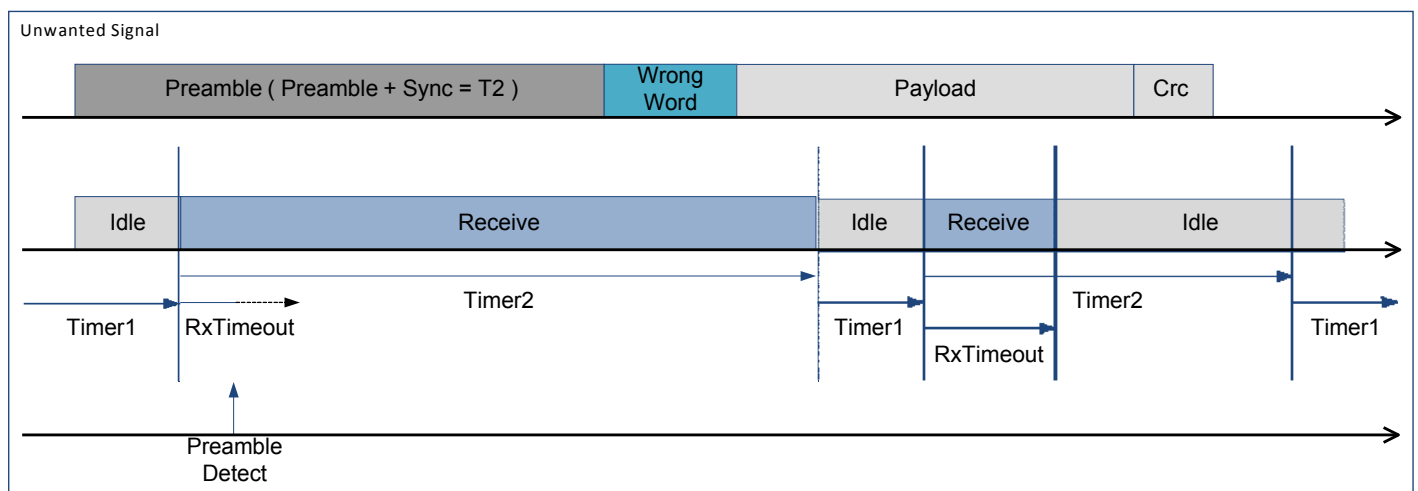 Unwanted Signal
Preamble ( Preamble + Sync = T2 )
Wrong
Word
Payload
Crc
Idle
Receive
Idle
Receive
Idle
Timer1
RxTimeout
Timer2
Timer1
RxTimeout
Timer2
Timer1
Preamble
Detect